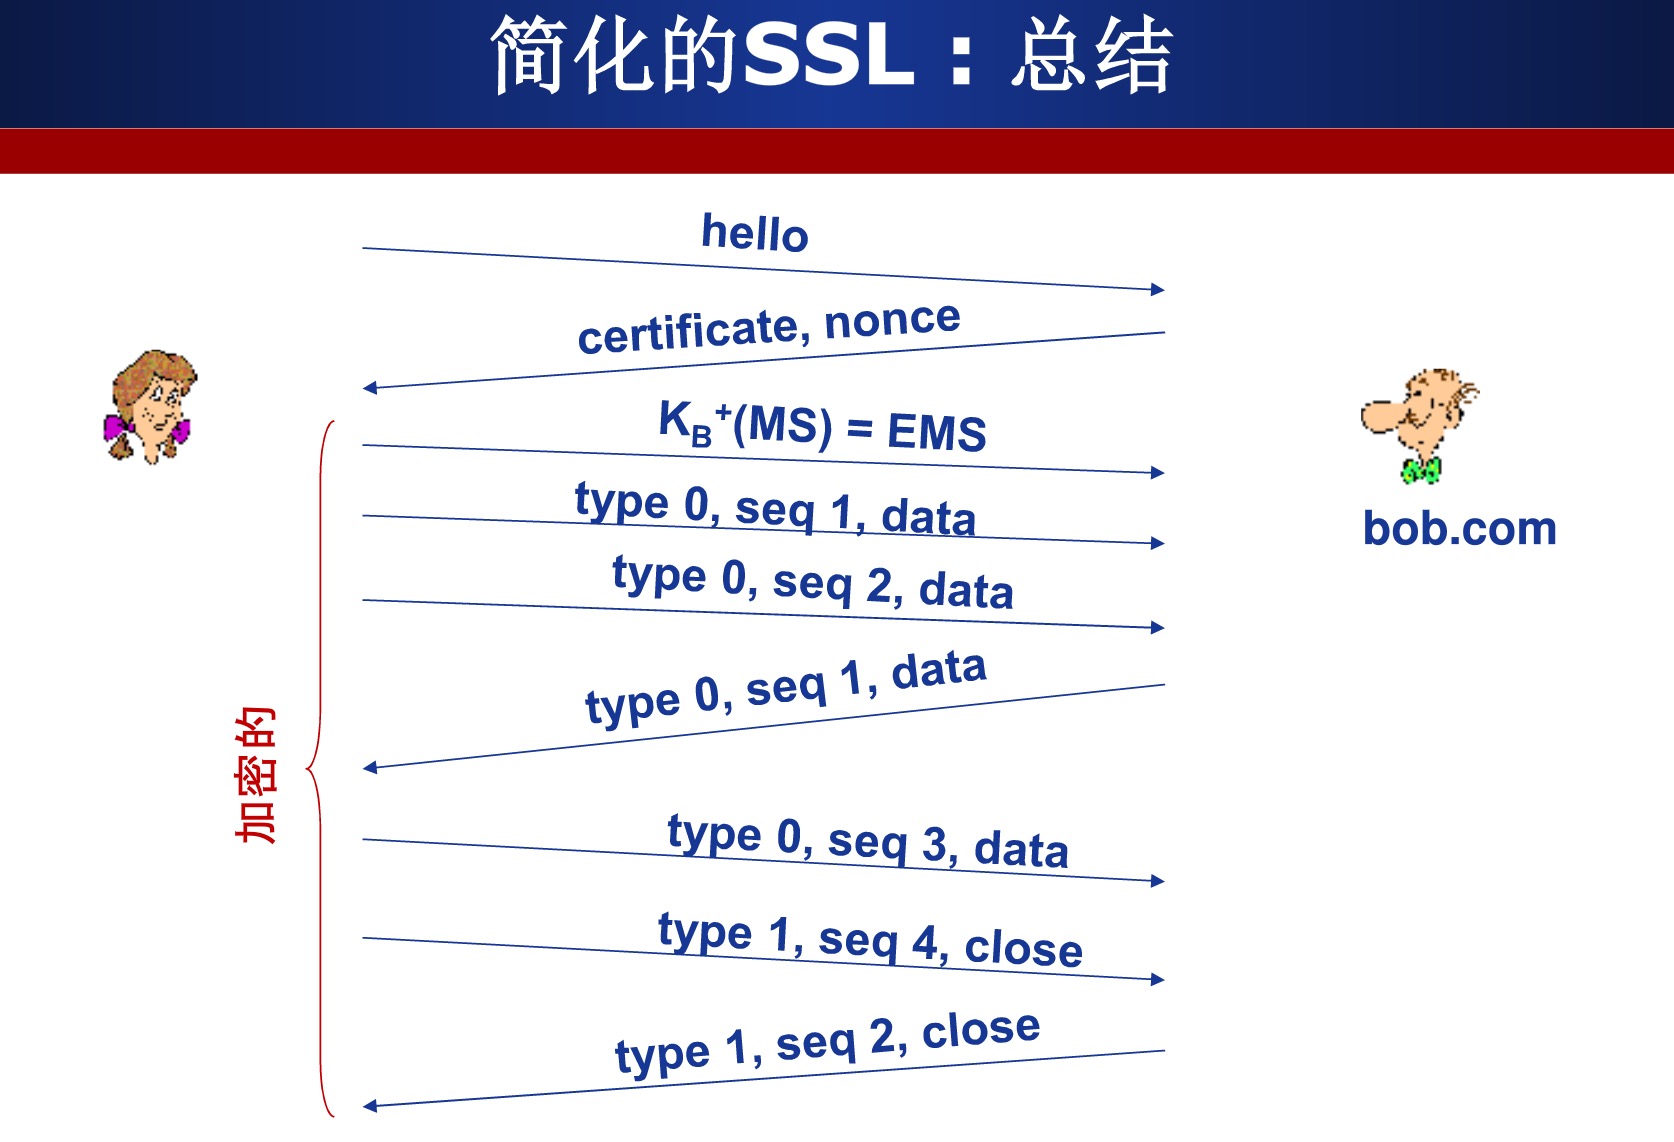 简化的SSL：总结
hello
certificate, nonce
K_B^+(MS) = EMS
type 0, seq 1, data
bob.com
type 0, seq 2, data
type 0, seq 1, data
加密的
type 0, seq 3, data
type 1, seq 4, close
type 1, seq 2, close